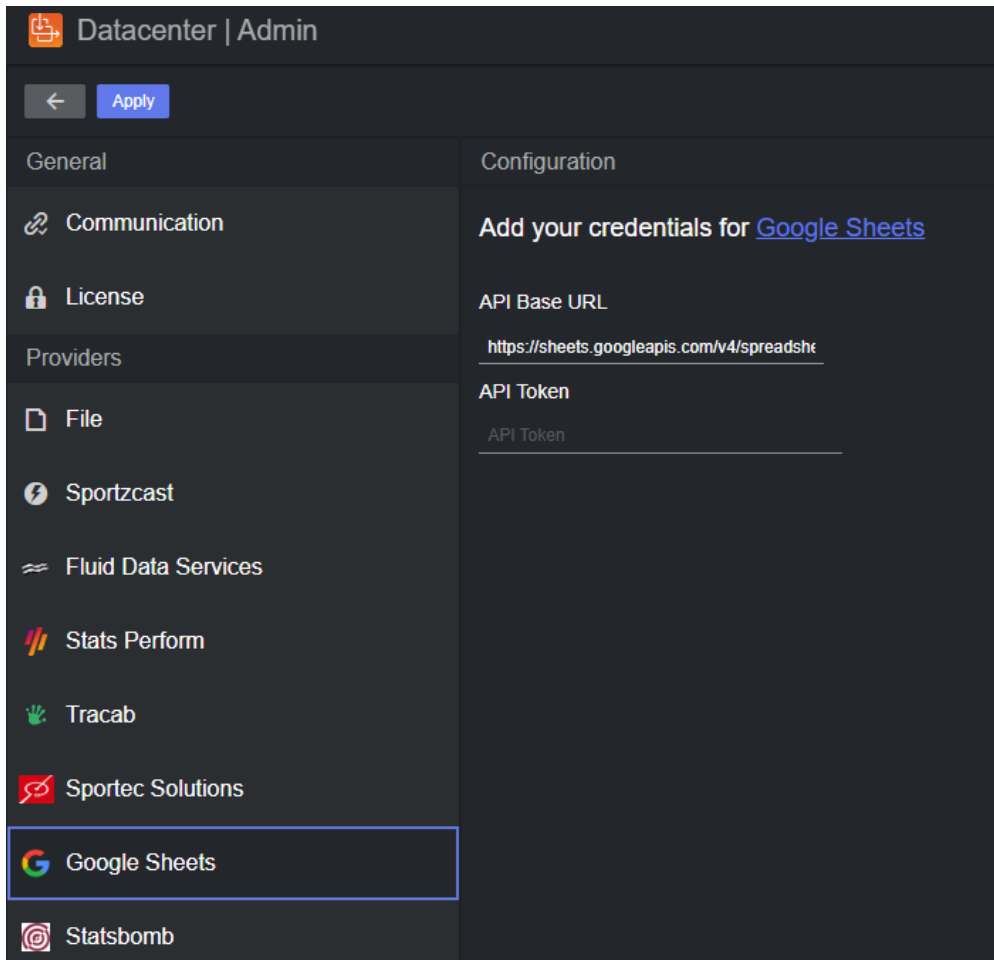 Datacenter | Admin
Apply
General
Communication
License
Providers
File
Sportzcast
Fluid Data Services
Stats Perform
Tracab
Sportec Solutions
Google Sheets
Statsbomb
Configuration
Add your credentials for Google Sheets
API Base URL
https://sheets.googleapis.com/v4/spreadshe
API Token
API Token